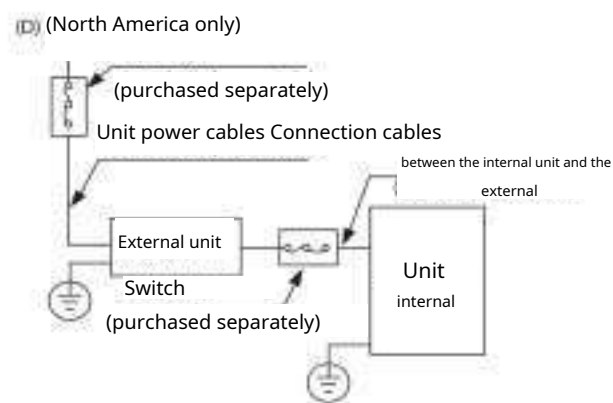 (D) (North America only)
(purchased separately)
Unit power cables Connection cables
between the internal unit and the
external
External unit
Unit
internal
Switch
(purchased separately)